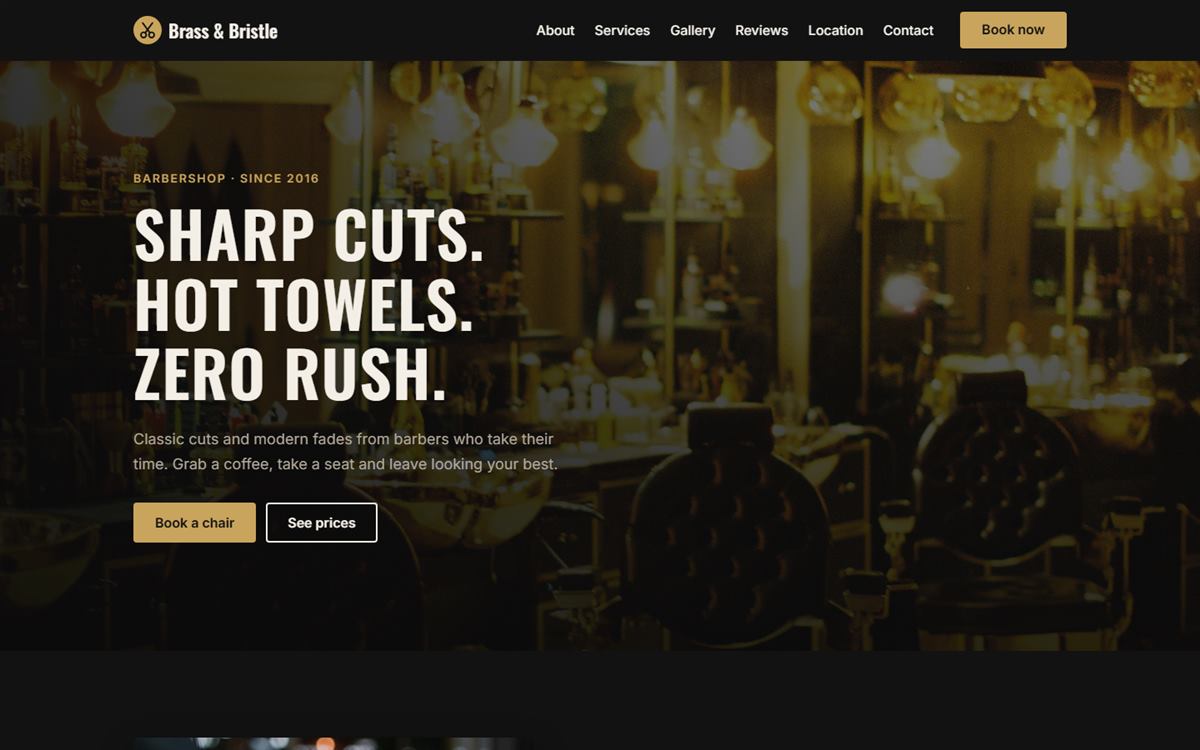 Brass & Bristle
About
Services
Gallery
Reviews
Location
Contact
Book now
BARBERSHOP · SINCE 2016
SHARP CUTS.
HOT TOWELS.
ZERO RUSH.
Classic cuts and modern fades from barbers who take their
time. Grab a coffee, take a seat and leave looking your best.
Book a chair
See prices